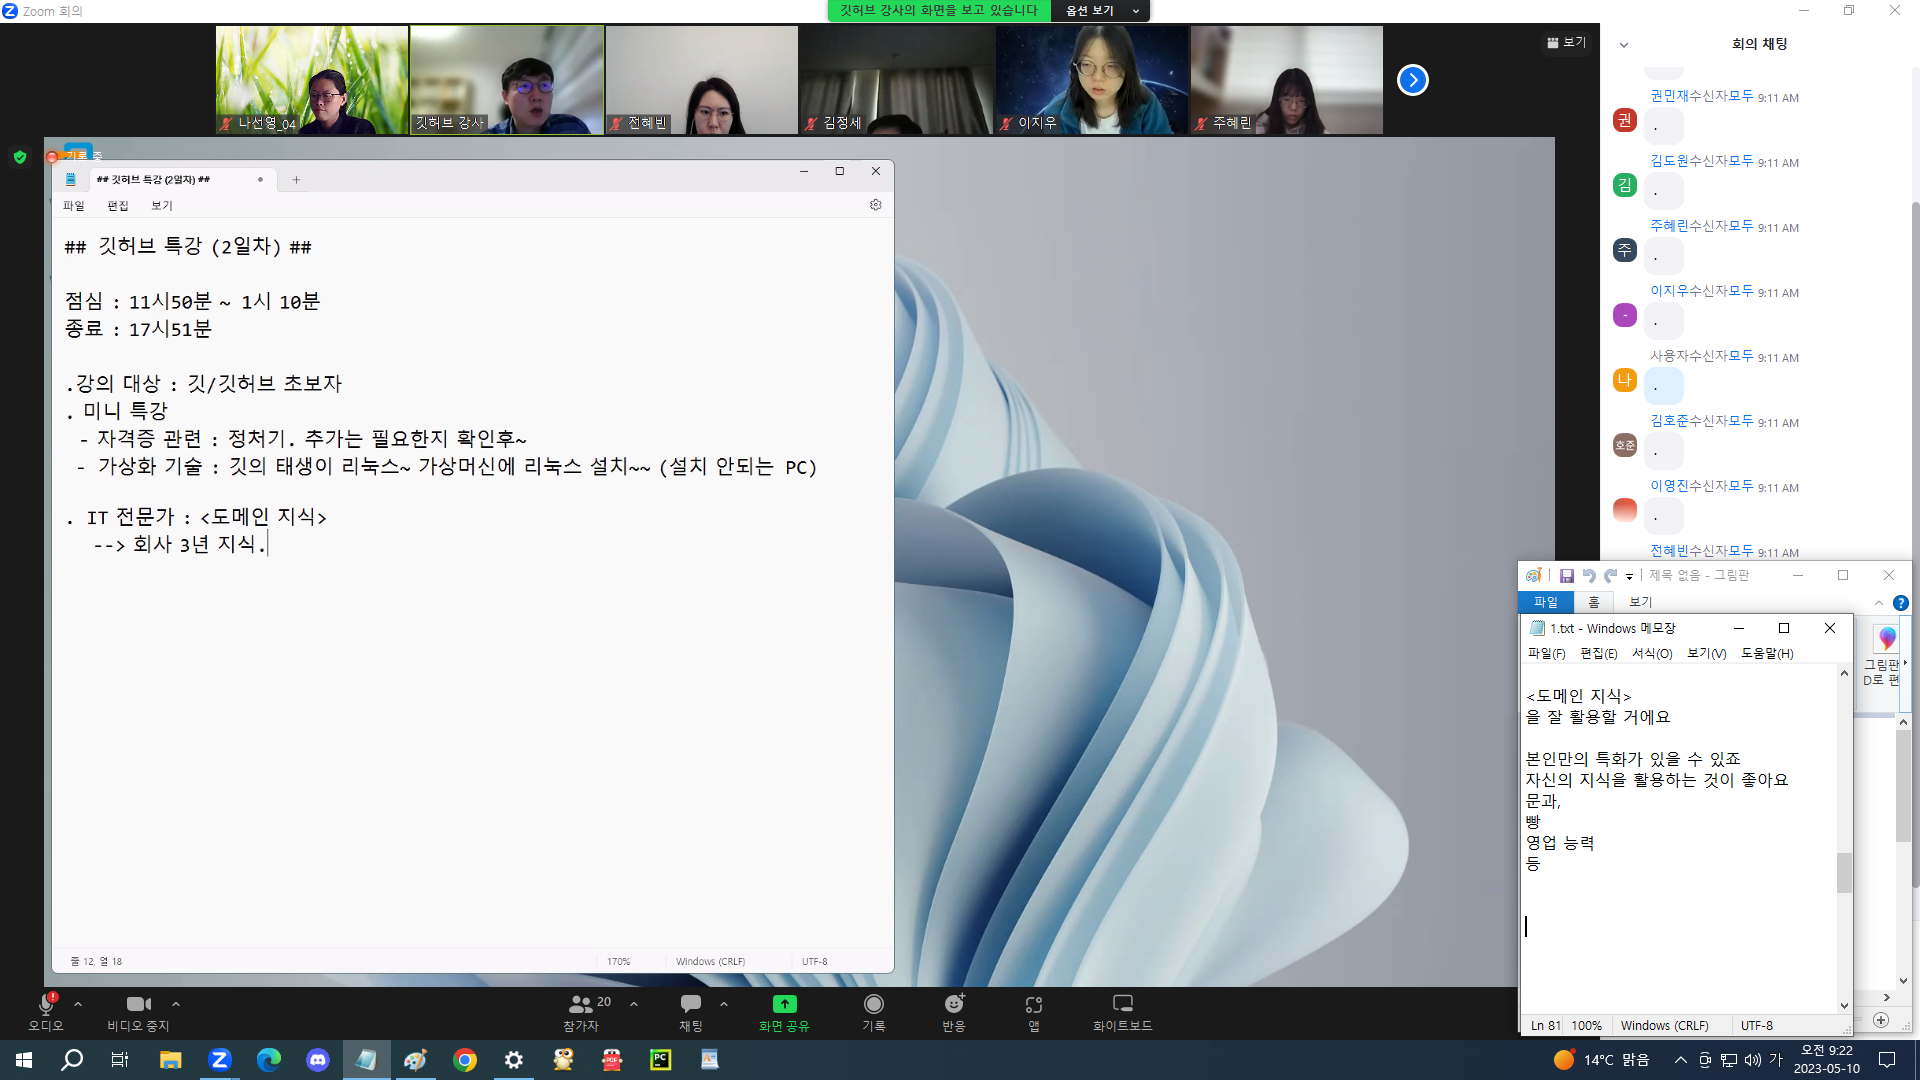 Zoom 회의
깃허브 강사의 화면을 보고 있습니다
옵션 보기
보기
나선영_04
깃허브 강사
전혜빈
김정세
이지우
주혜린
기록 중
## 깃허브 특강 (2일차) ##
파일 편집 보기
## 깃허브 특강 (2일차) ##
점심 : 11시50분 ~ 1시 10분
종료 : 17시51분
.강의 대상 : 깃/깃허브 초보자
. 미니 특강
- 자격증 관련 : 정처기. 추가는 필요한지 확인후~
- 가상화 기술 : 깃의 태생이 리눅스~ 가상머신에 리눅스 설치~~ (설치 안되는 PC)
. IT 전문가 : <도메인 지식>
--> 회사 3년 지식.
줄 12, 열 18
170%
Windows (CRLF)
UTF-8
회의 채팅
권민재수신자모두 9:11 AM
권
.
김도원수신자모두 9:11 AM
김
.
주혜린수신자모두 9:11 AM
주
.
이지우수신자모두 9:11 AM
-
.
사용자수신자모두 9:11 AM
나
.
김호준수신자모두 9:11 AM
호준
.
이영진수신자모두 9:11 AM
.
전혜빈수신자모두 9:11 AM
제목 없음 - 그림판
파일 홈 보기
그림판
D로 편
1.txt - Windows 메모장
파일(F) 편집(E) 서식(O) 보기(V) 도움말(H)
<도메인 지식>
을 잘 활용할 거에요
본인만의 특화가 있을 수 있죠
자신의 지식을 활용하는 것이 좋아요
문과,
빵
영업 능력
등
Ln 81 100% Windows (CRLF) UTF-8
오디오
비디오 중지
20
참가자
채팅
화면 공유
기록
반응
앱
화이트보드
14°C 맑음
가
오전 9:22
2023-05-10